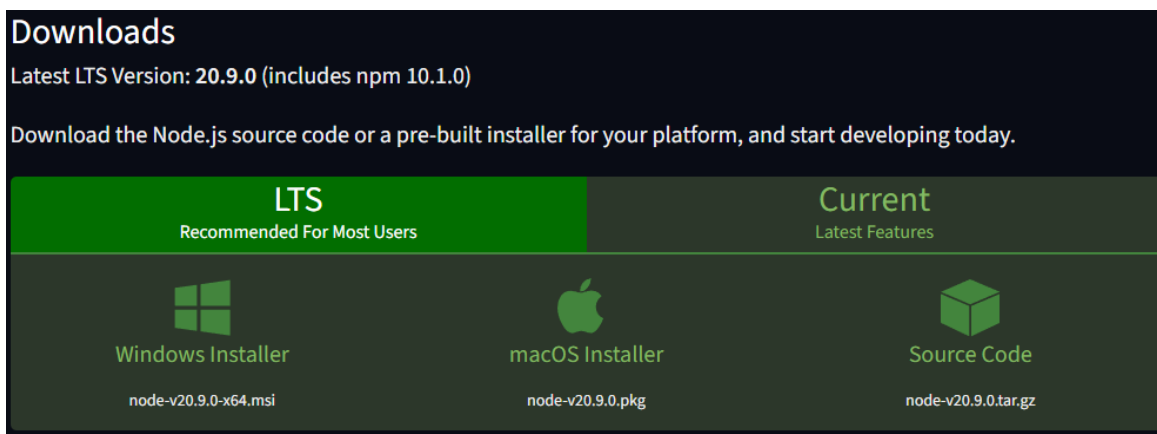 Downloads
Latest LTS Version: 20.9.0 (includes npm 10.1.0)
Download the Node.js source code or a pre-built installer for your platform, and start developing today.
LTS
Recommended For Most Users
Current
Latest Features
Windows Installer
node-v20.9.0-x64.msi
macOS Installer
node-v20.9.0.pkg
Source Code
node-v20.9.0.tar.gz